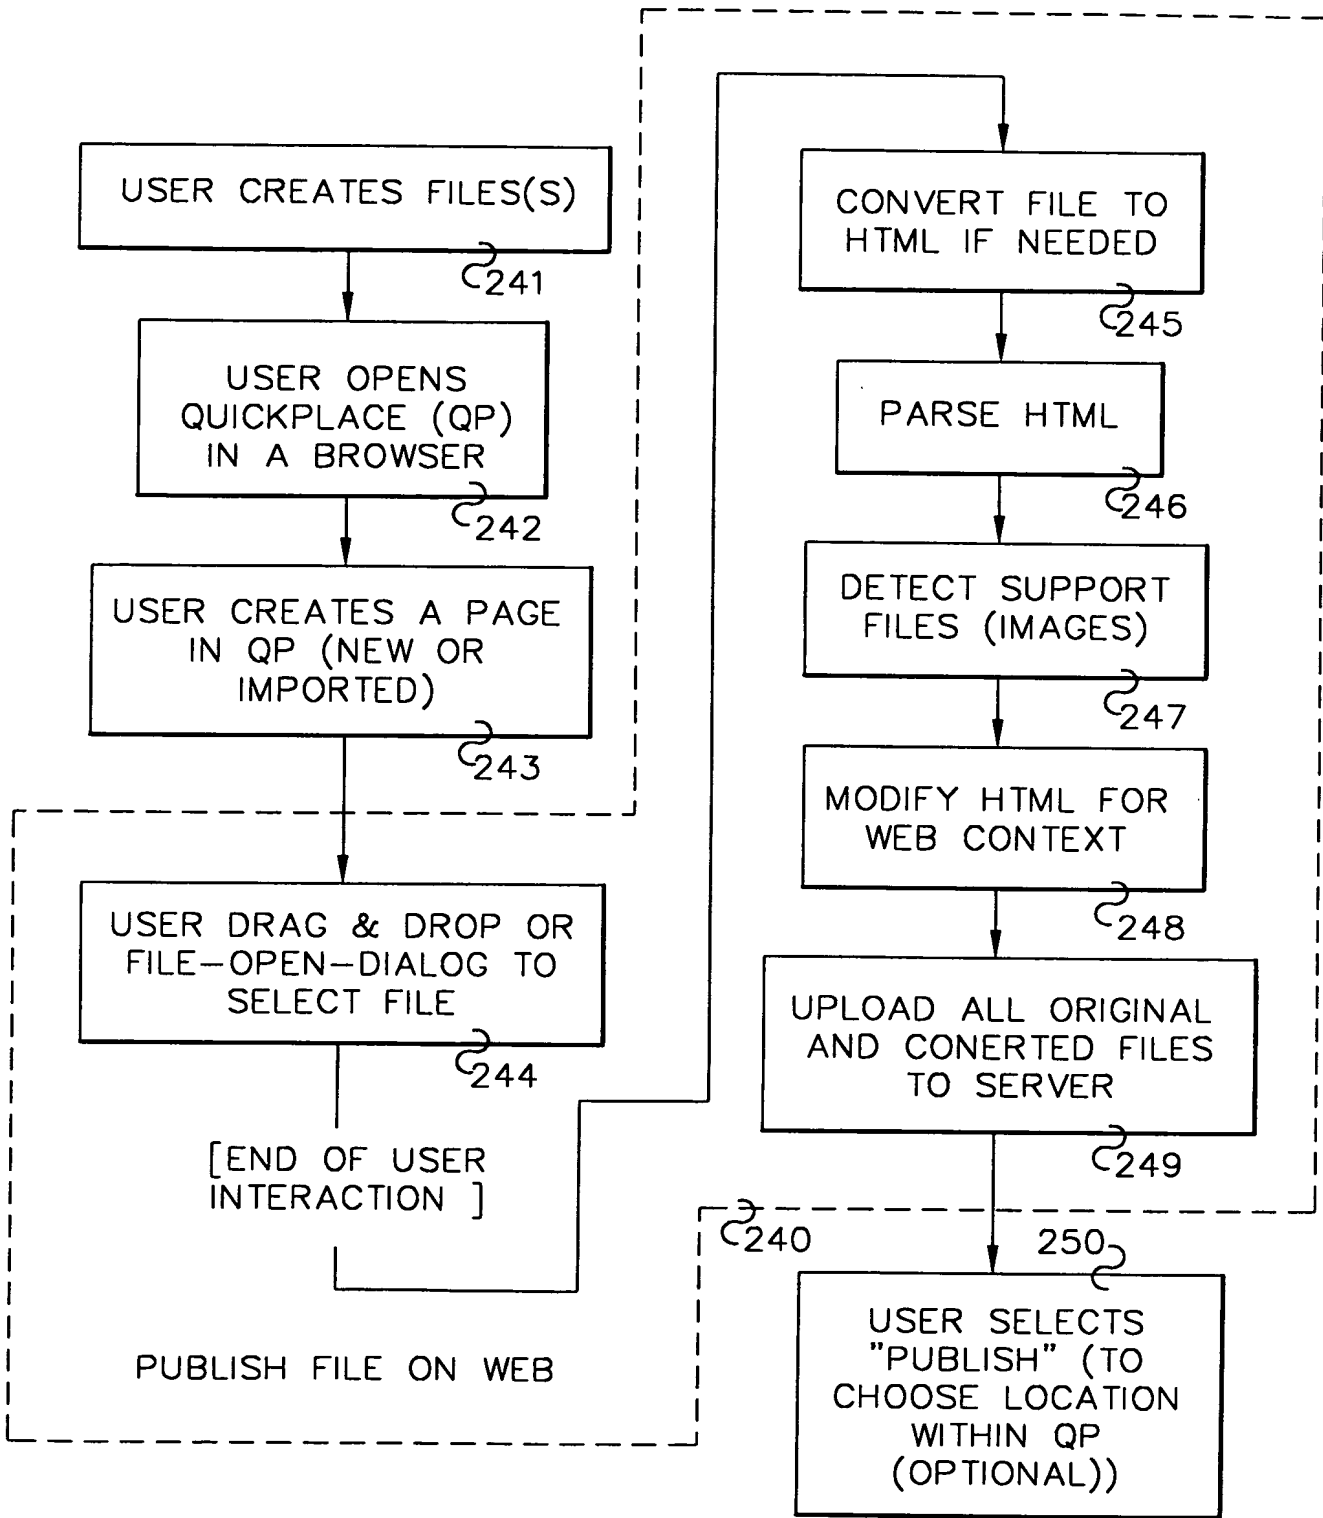 USER CREATES FILES(S)
241
USER OPENS
QUICKPLACE (QP)
IN A BROWSER
242
USER CREATES A PAGE
IN QP (NEW OR
IMPORTED)
243
USER DRAG & DROP OR
FILE-OPEN-DIALOG TO
SELECT FILE
244
[END OF USER
INTERACTION ]
PUBLISH FILE ON WEB
CONVERT FILE TO
HTML IF NEEDED
245
PARSE HTML
246
DETECT SUPPORT
FILES (IMAGES)
247
MODIFY HTML FOR
WEB CONTEXT
248
UPLOAD ALL ORIGINAL
AND CONERTED FILES
TO SERVER
249
240
250
USER SELECTS
"PUBLISH" (TO
CHOOSE LOCATION
WITHIN QP
(OPTIONAL))